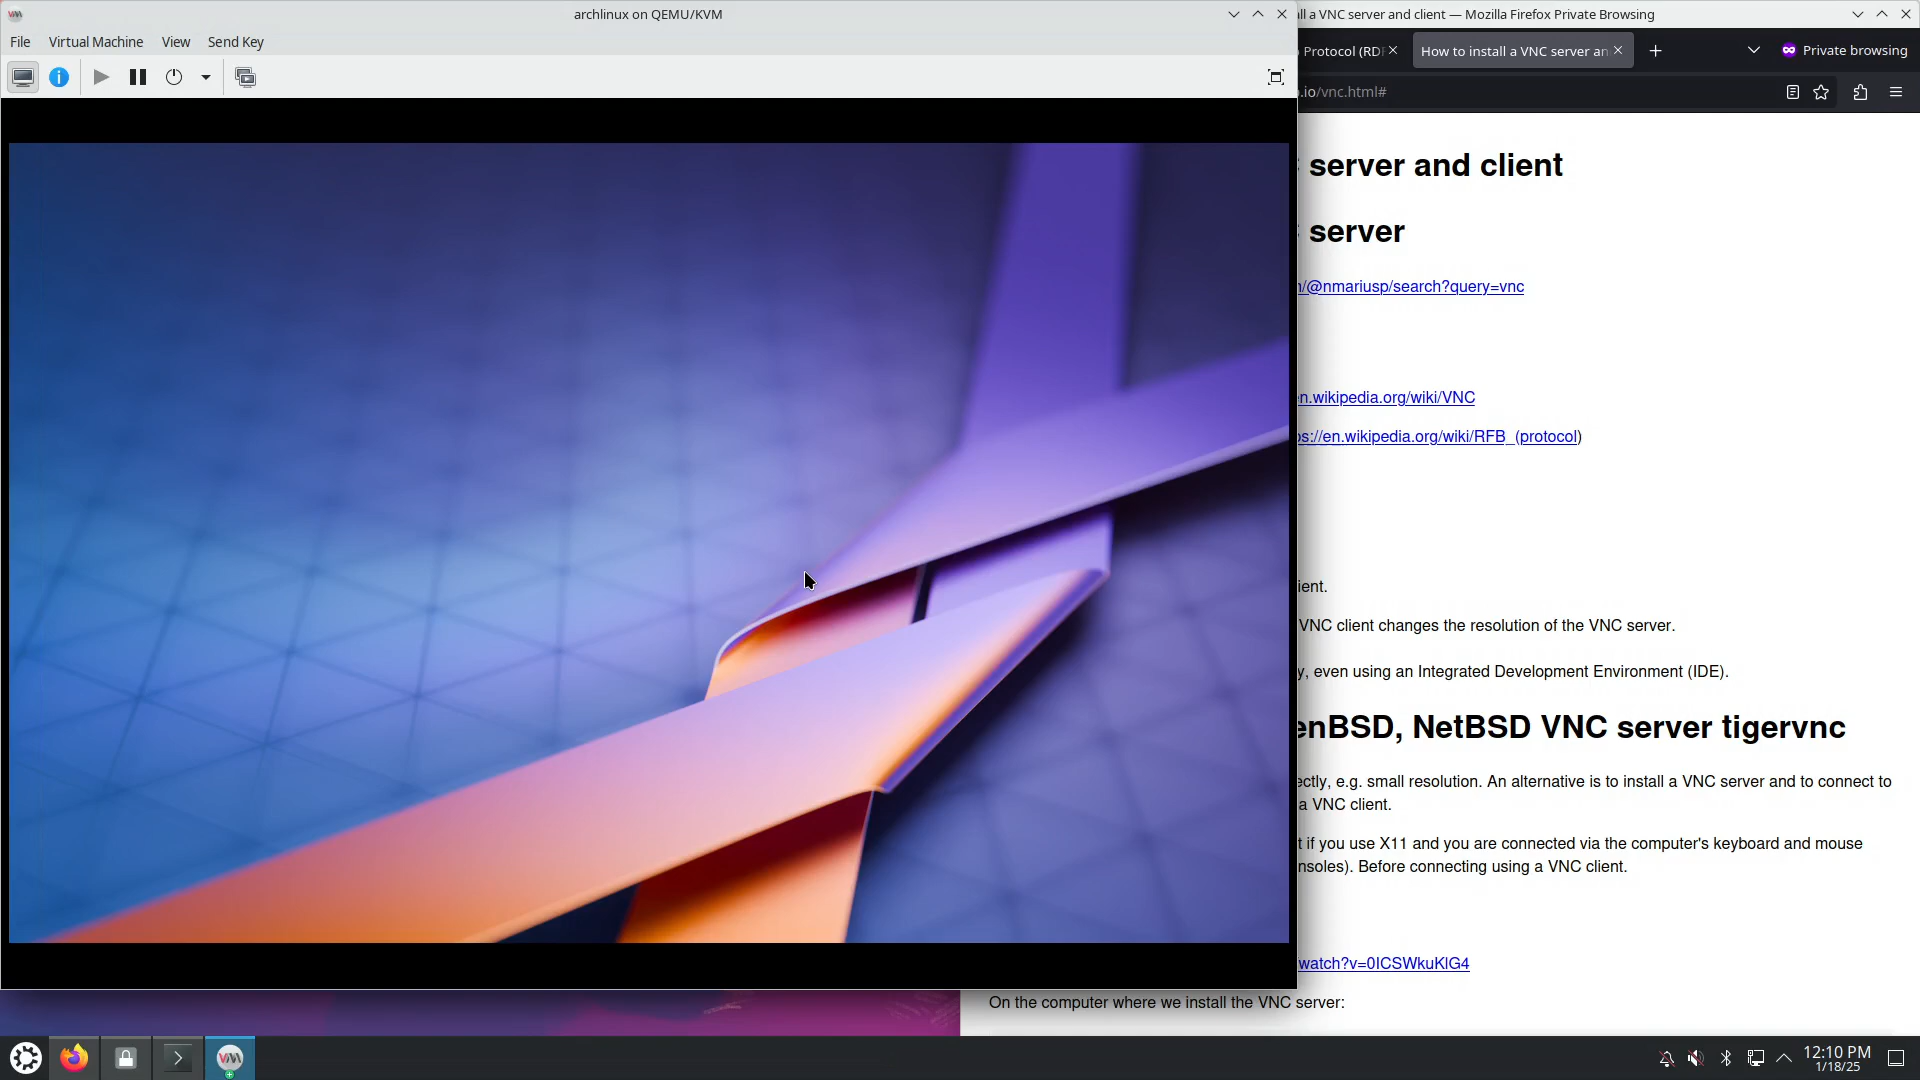 archlinux on QEMU/KVM
File Virtual Machine View Send Key
ll a VNC server and client — Mozilla Firefox Private Browsing
Protocol (RDF
How to install a VNC server an
Private browsing
.io/vnc.html#
server and client
server
/@nmariusp/search?query=vnc
en.wikipedia.org/wiki/VNC
ps://en.wikipedia.org/wiki/RFB_(protocol)
ient.
VNC client changes the resolution of the VNC server.
y, even using an Integrated Development Environment (IDE).
enBSD, NetBSD VNC server tigervnc
ectly, e.g. small resolution. An alternative is to install a VNC server and to connect to
a VNC client.
t if you use X11 and you are connected via the computer's keyboard and mouse
nsoles). Before connecting using a VNC client.
watch?v=0ICSWkuKlG4
On the computer where we install the VNC server:
12:10 PM
1/18/25